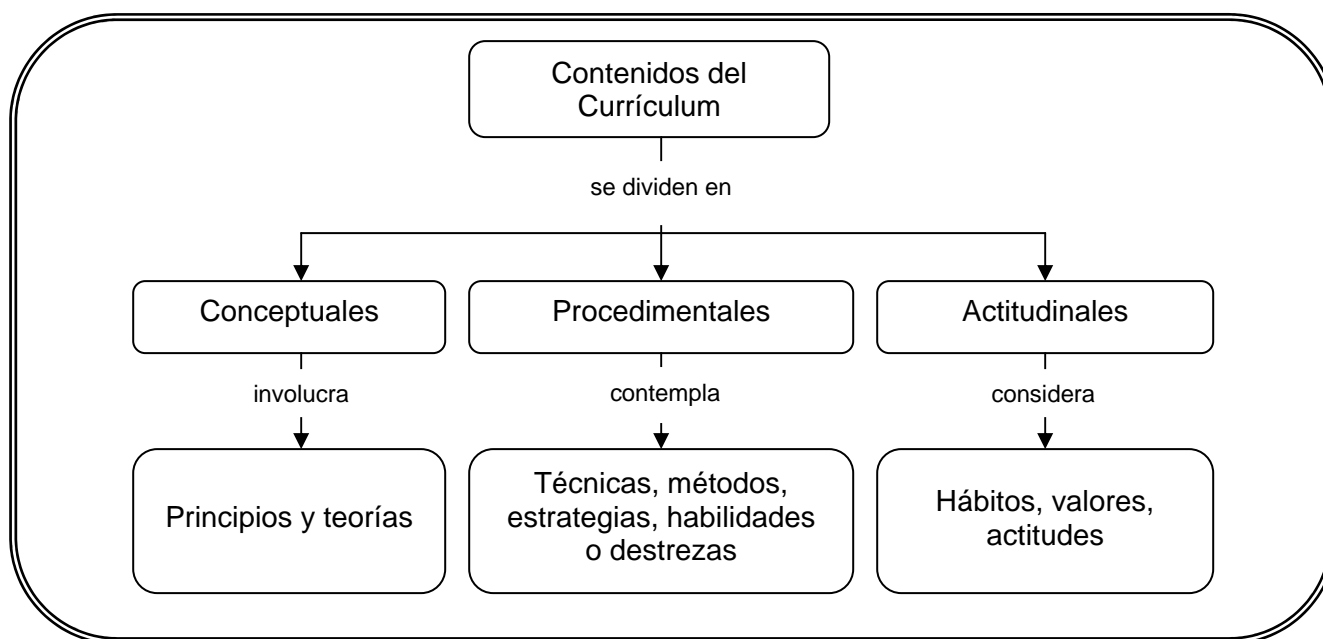 Contenidos del
Currículum
se dividen en
Conceptuales
Procedimentales
Actitudinales
involucra
contempla
considera
Principios y teorías
Técnicas, métodos,
estrategias, habilidades
o destrezas
Hábitos, valores,
actitudes